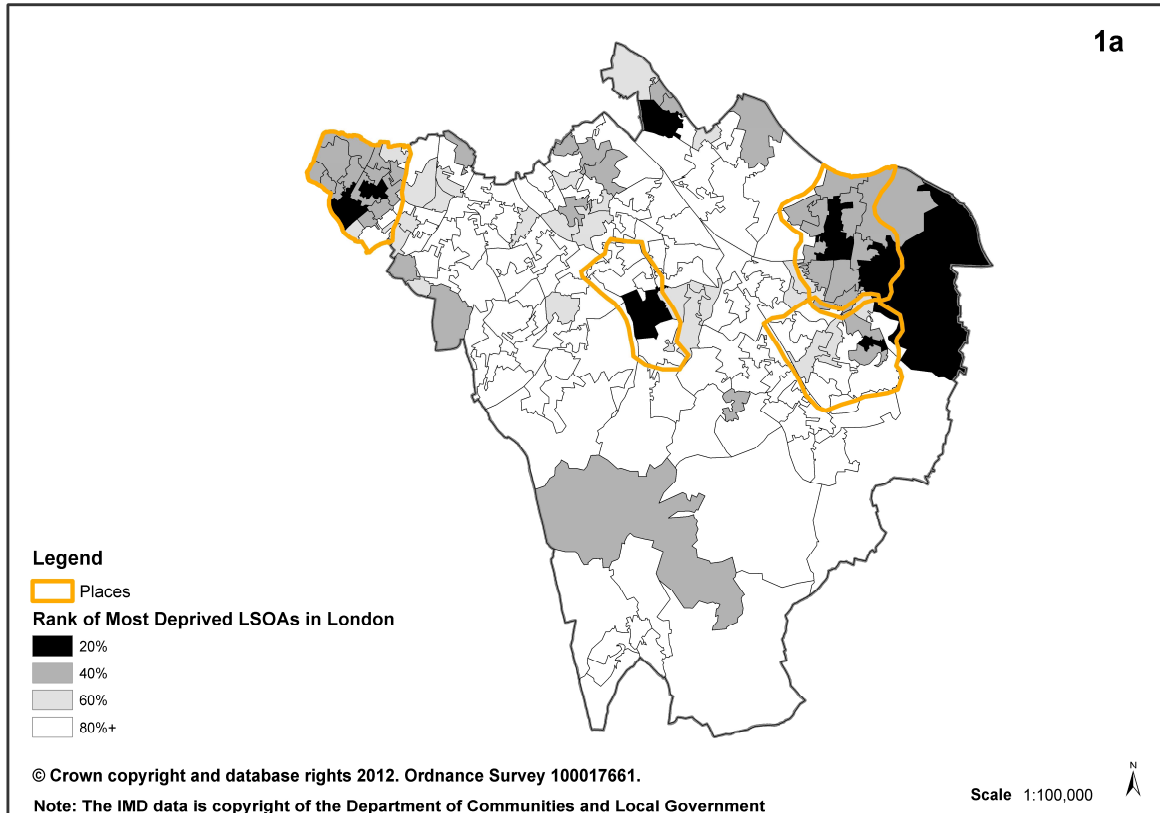 1a
Legend
Places
Rank of Most Deprived LSOAs in London
20%
40%
60%
80%+
© Crown copyright and database rights 2012. Ordnance Survey 100017661.
Note: The IMD data is copyright of the Department of Communities and Local Government
Scale 1:100,000
N